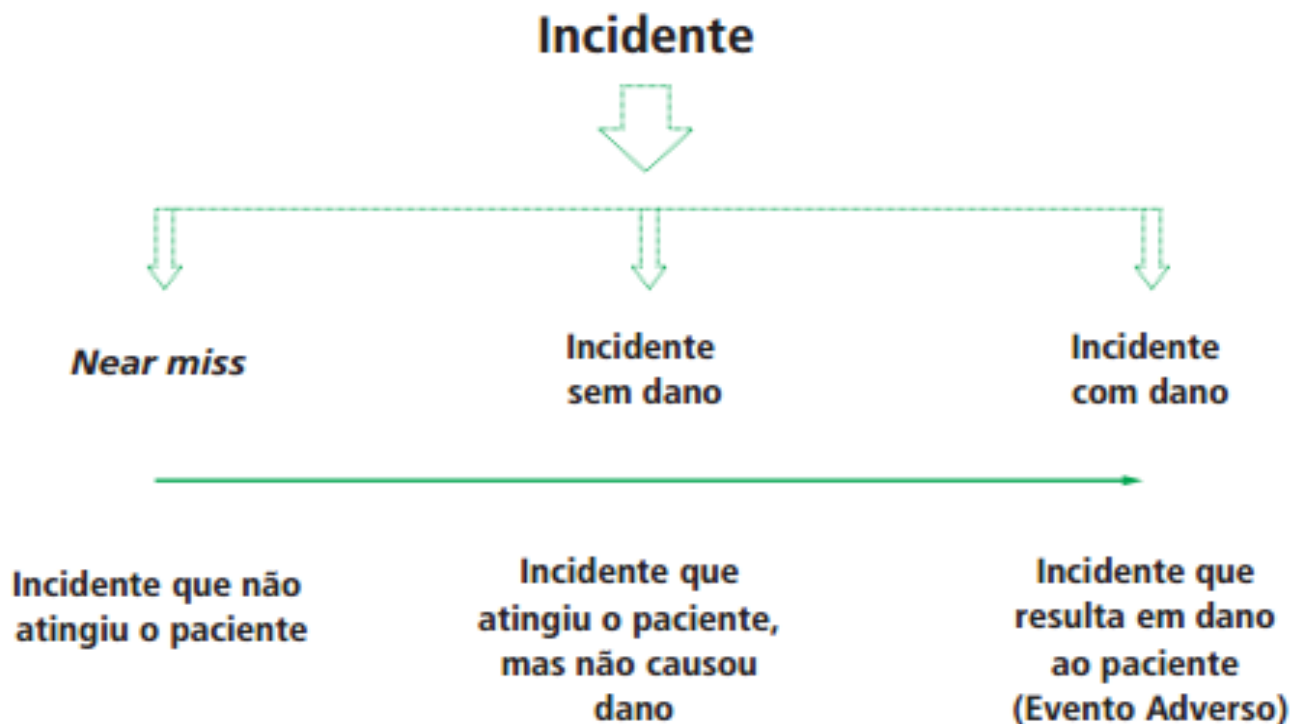 Incidente
Near miss
Incidente
sem dano
Incidente
com dano
Incidente que não
atingiu o paciente
Incidente que
atingiu o paciente,
mas não causou
dano
Incidente que
resulta em dano
ao paciente
(Evento Adverso)